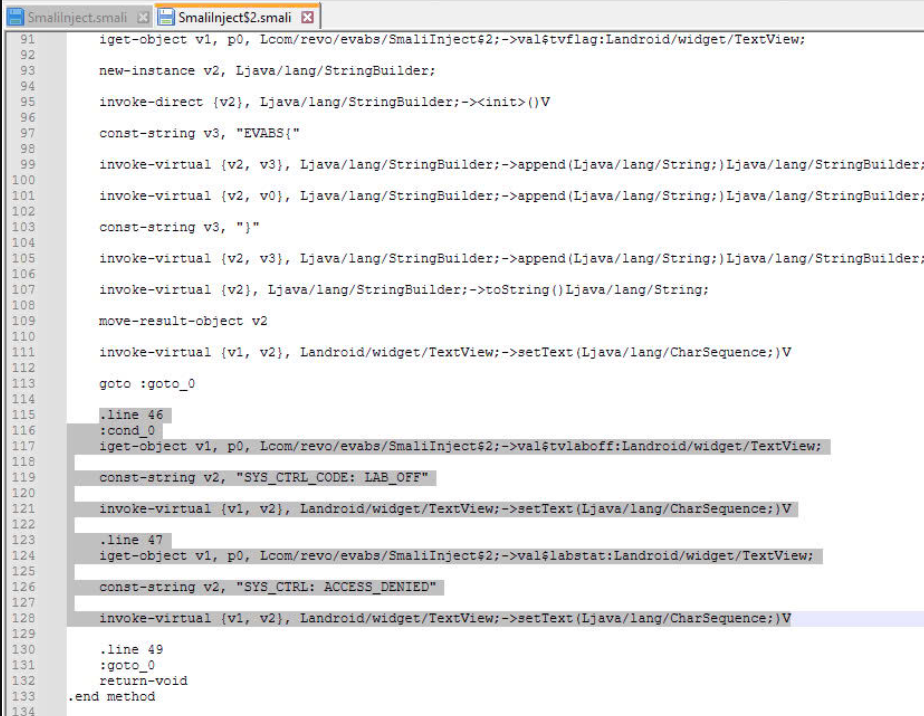 SmaliInject.smali SmaliInject$2.smali
91 iget-object v1, p0, Lcom/revo/evabs/SmaliInject$2;->val$tvflag:Landroid/widget/TextView;
92
93 new-instance v2, Ljava/lang/StringBuilder;
94
95 invoke-direct {v2}, Ljava/lang/StringBuilder;-><init>()V
96
97 const-string v3, "EVABS{"
98
99 invoke-virtual {v2, v3}, Ljava/lang/StringBuilder;->append(Ljava/lang/String;)Ljava/lang/StringBuilder;
100
101 invoke-virtual {v2, v0}, Ljava/lang/StringBuilder;->append(Ljava/lang/String;)Ljava/lang/StringBuilder;
102
103 const-string v3, "}"
104
105 invoke-virtual {v2, v3}, Ljava/lang/StringBuilder;->append(Ljava/lang/String;)Ljava/lang/StringBuilder;
106
107 invoke-virtual {v2}, Ljava/lang/StringBuilder;->toString()Ljava/lang/String;
108
109 move-result-object v2
110
111 invoke-virtual {v1, v2}, Landroid/widget/TextView;->setText(Ljava/lang/CharSequence;)V
112
113 goto :goto_0
114
115 .line 46
116 :cond_0
117 iget-object v1, p0, Lcom/revo/evabs/SmaliInject$2;->val$tvlaboff:Landroid/widget/TextView;
118
119 const-string v2, "SYS_CTRL_CODE: LAB_OFF"
120
121 invoke-virtual {v1, v2}, Landroid/widget/TextView;->setText(Ljava/lang/CharSequence;)V
122
123 .line 47
124 iget-object v1, p0, Lcom/revo/evabs/SmaliInject$2;->val$labstat:Landroid/widget/TextView;
125
126 const-string v2, "SYS_CTRL: ACCESS_DENIED"
127
128 invoke-virtual {v1, v2}, Landroid/widget/TextView;->setText(Ljava/lang/CharSequence;)V
129
130 .line 49
131 :goto_0
132 return-void
133 .end method
134